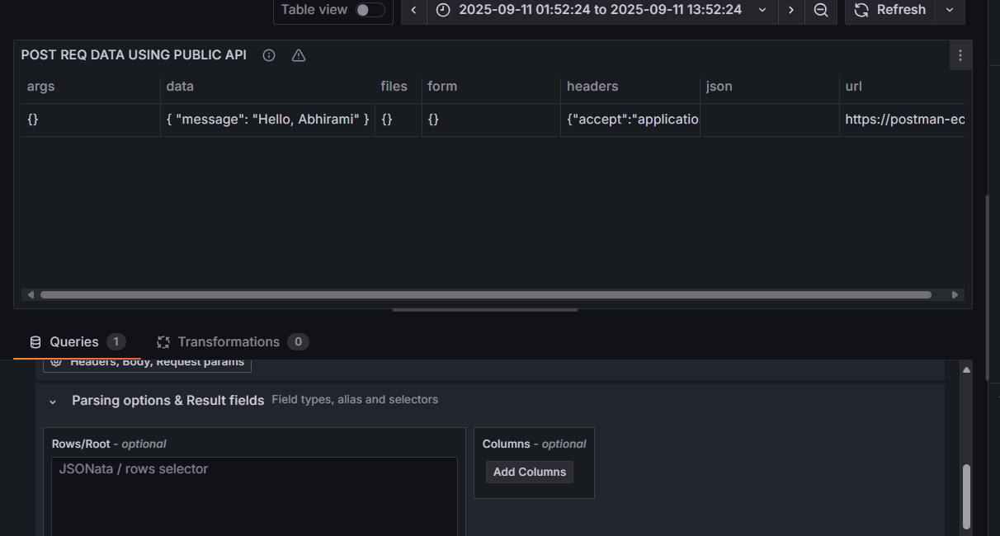 Table view 2025-09-11 01:52:24 to 2025-09-11 13:52:24 Refresh
POST REQ DATA USING PUBLIC API
args data files form headers json url
{} { "message": "Hello, Abhirami" } {} {} {"accept":"applicatio https://postman-ec
Queries 1 Transformations 0
Headers, Body, Request params
Parsing options & Result fields Field types, alias and selectors
Rows/Root - optional Columns - optional
JSONata / rows selector Add Columns